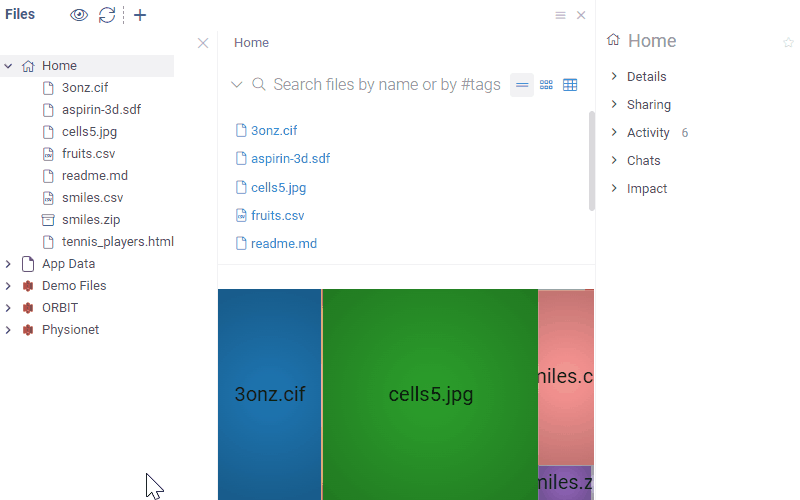 Files
Home
3onz.cif
aspirin-3d.sdf
cells5.jpg
fruits.csv
readme.md
smiles.csv
smiles.zip
tennis_players.html
App Data
Demo Files
ORBIT
Physionet
Home
Search files by name or by #tags
3onz.cif
aspirin-3d.sdf
cells5.jpg
fruits.csv
readme.md
3onz.cif
cells5.jpg
miles.c
miles.z
Home
Details
Sharing
Activity 6
Chats
Impact